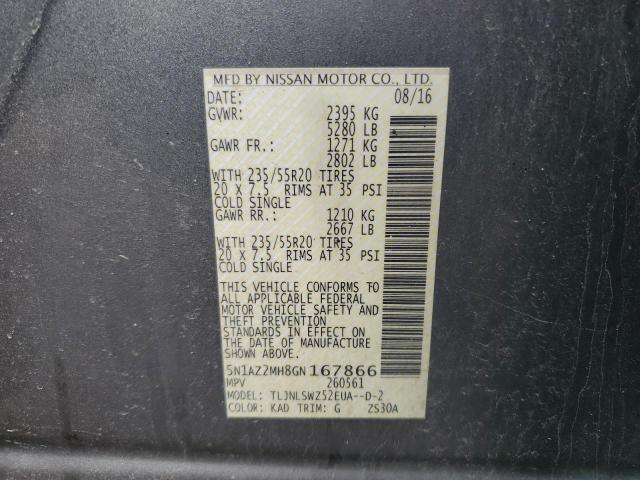 MFD BY NISSAN MOTOR CO., LTD.
DATE: 08/16
GVWR: 2395 KG
5280 LB
GAWR FR.: 1271 KG
2802 LB
WITH 235/55R20 TIRES
20 X 7.5 RIMS AT 35 PSI
COLD SINGLE
GAWR RR.: 1210 KG
2667 LB
WITH 235/55R20 TIRES
20 X 7.5 RIMS AT 35 PSI
COLD SINGLE
THIS VEHICLE CONFORMS TO
ALL APPLICABLE FEDERAL
MOTOR VEHICLE SAFETY AND
THEFT PREVENTION
STANDARDS IN EFFECT ON
THE DATE OF MANUFACTURE
SHOWN ABOVE.
5N1AZ2MH8GN167866
MPV 260561
MODEL: TLJNLSWZ52EUA--D-2
COLOR: KAD TRIM: G ZS30A